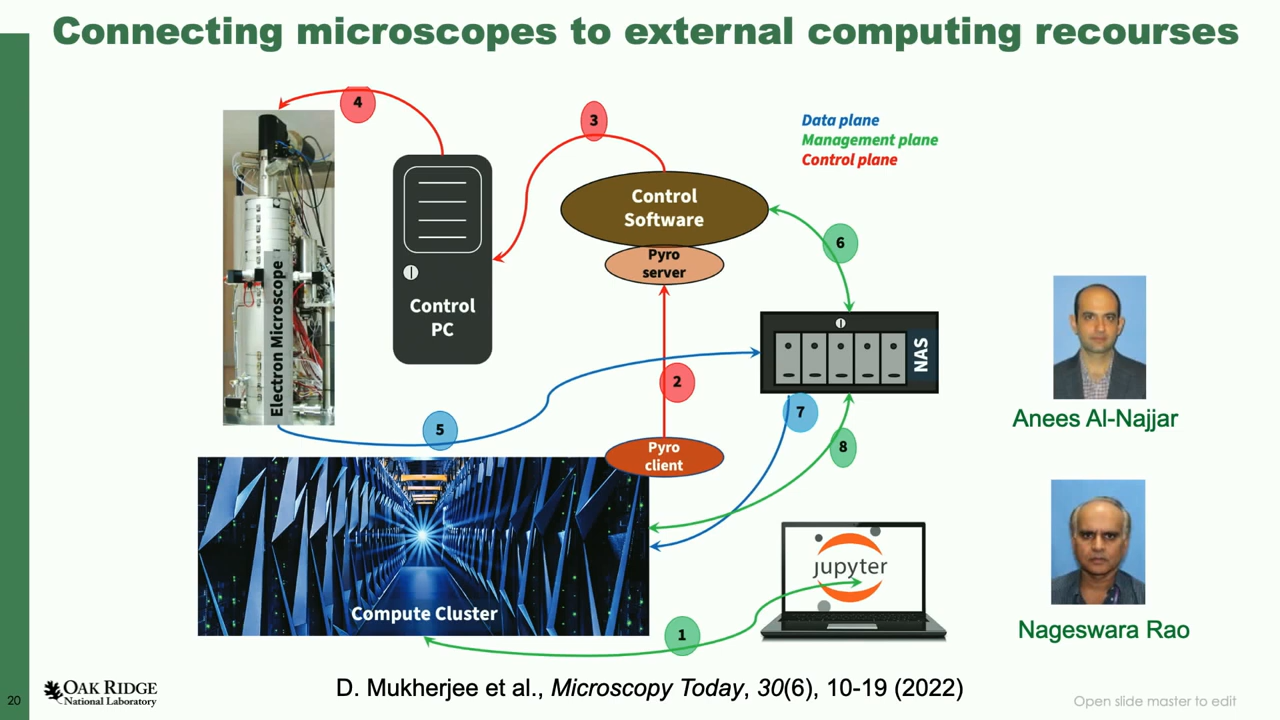 Connecting microscopes to external computing recourses
4
3
Data plane
Management plane
Control plane
Control
Software
6
Pyro
server
Electron Microscope
Control
PC
NAS
2
7
5
8
Pyro
client
Anees Al-Najjar
jupyter
Compute Cluster
1
Nageswara Rao
D. Mukherjee et al., Microscopy Today, 30(6), 10-19 (2022)
20
OAK RIDGE
National Laboratory
Open slide master to edit